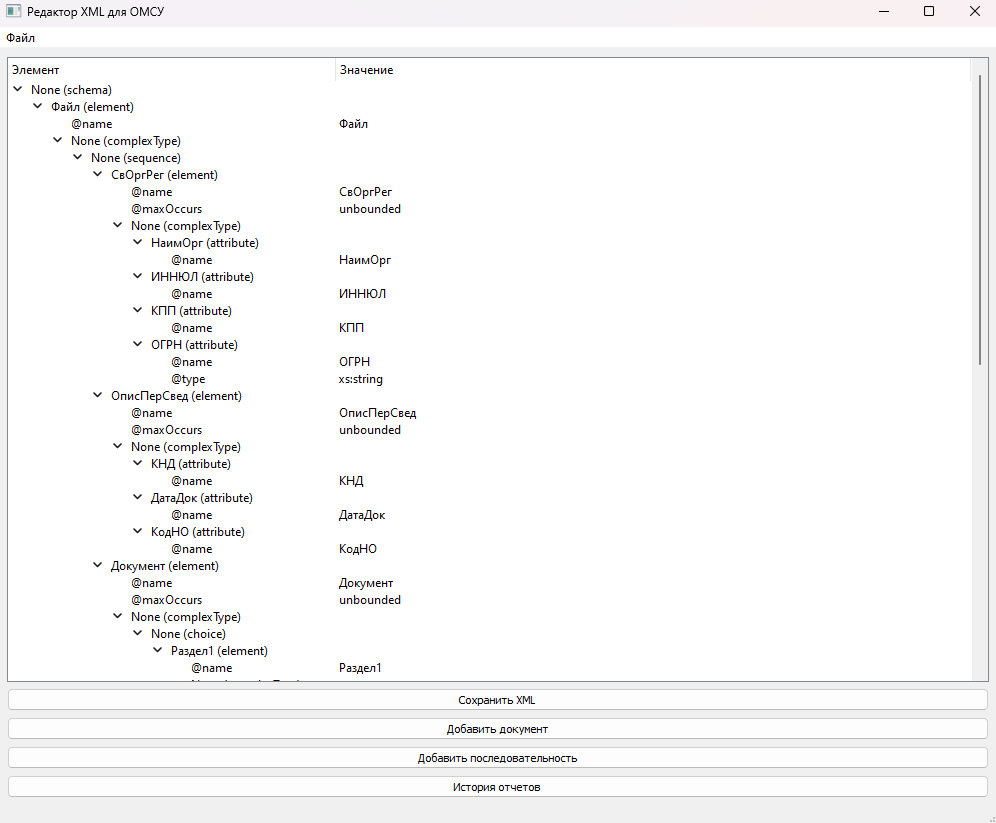 Редактор XML для ОМСУ
Файл
Элемент Значение
None (schema)
Файл (element)
@name Файл
None (complexType)
None (sequence)
СвОргРег (element)
@name СвОргРег
@maxOccurs unbounded
None (complexType)
НаимОрг (attribute)
@name НаимОрг
ИННЮЛ (attribute)
@name ИННЮЛ
КПП (attribute)
@name КПП
ОГРН (attribute)
@name ОГРН
@type xs:string
ОписПерСвед (element)
@name ОписПерСвед
@maxOccurs unbounded
None (complexType)
КНД (attribute)
@name КНД
ДатаДок (attribute)
@name ДатаДок
КодНО (attribute)
@name КодНО
Документ (element)
@name Документ
@maxOccurs unbounded
None (complexType)
None (choice)
Раздел1 (element)
@name Раздел1
Сохранить XML
Добавить документ
Добавить последовательность
История отчетов